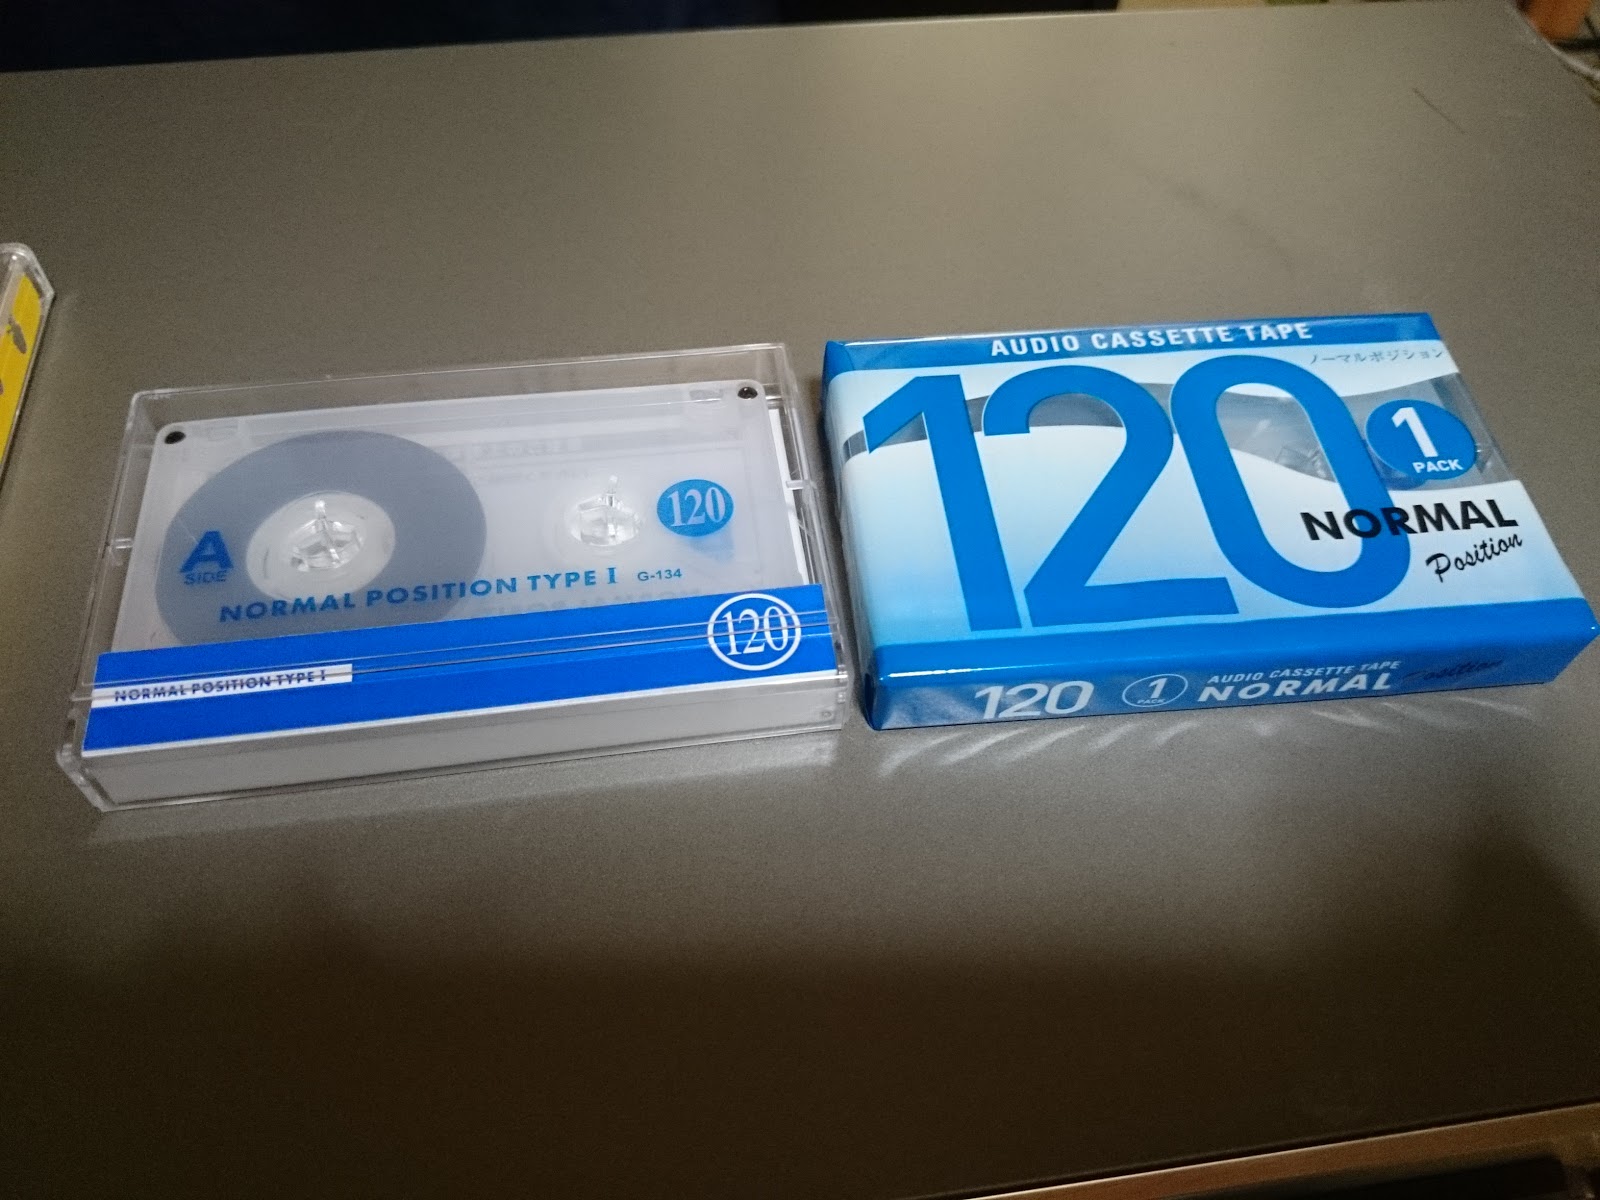 A
SIDE
120
NORMAL POSITION TYPE I G-134
120
NORMAL POSITION TYPE I
AUDIO CASSETTE TAPE
ノーマルポジション
120
1
PACK
NORMAL
Position
120
1
PACK
AUDIO CASSETTE TAPE
NORMAL Position